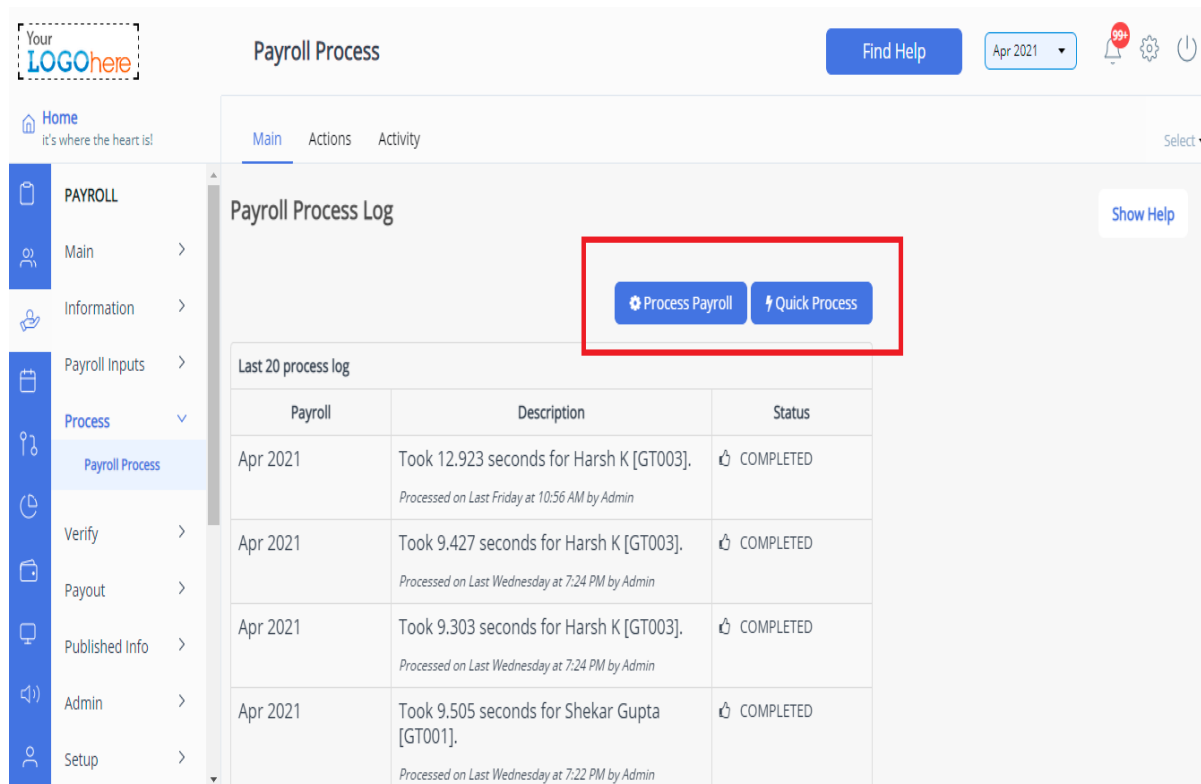 Your
LOGOhere
Payroll Process
Find Help
Apr 2021
99+
Home
it's where the heart is!
Main Actions Activity
Select
PAYROLL
Main
Information
Payroll Inputs
Process
Payroll Process
Verify
Payout
Published Info
Admin
Setup
Payroll Process Log
Show Help
Process Payroll
Quick Process
Last 20 process log
Payroll Description Status
Apr 2021 Took 12.923 seconds for Harsh K [GT003]. COMPLETED
Processed on Last Friday at 10:56 AM by Admin
Apr 2021 Took 9.427 seconds for Harsh K [GT003]. COMPLETED
Processed on Last Wednesday at 7:24 PM by Admin
Apr 2021 Took 9.303 seconds for Harsh K [GT003]. COMPLETED
Processed on Last Wednesday at 7:24 PM by Admin
Apr 2021 Took 9.505 seconds for Shekar Gupta COMPLETED
[GT001].
Processed on Last Wednesday at 7:22 PM by Admin